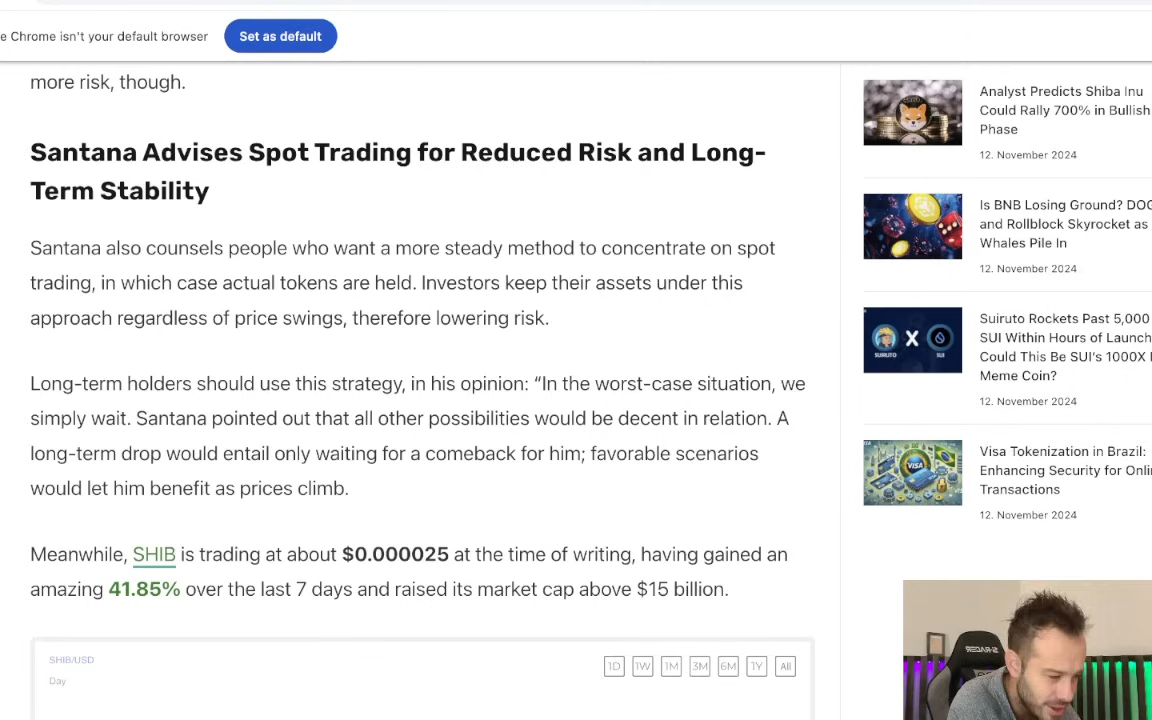 e Chrome isn't your default browser
Set as default
more risk, though.
Santana Advises Spot Trading for Reduced Risk and Long-
Term Stability
Santana also counsels people who want a more steady method to concentrate on spot
trading, in which case actual tokens are held. Investors keep their assets under this
approach regardless of price swings, therefore lowering risk.
Long-term holders should use this strategy, in his opinion: “In the worst-case situation, we
simply wait. Santana pointed out that all other possibilities would be decent in relation. A
long-term drop would entail only waiting for a comeback for him; favorable scenarios
would let him benefit as prices climb.
Meanwhile, SHIB is trading at about $0.000025 at the time of writing, having gained an
amazing 41.85% over the last 7 days and raised its market cap above $15 billion.
SHIB/USD
Day
1D 1W 1M 3M 6M 1Y All
Analyst Predicts Shiba Inu
Could Rally 700% in Bullish
Phase
12. November 2024
Is BNB Losing Ground? DOG
and Rollblock Skyrocket as
Whales Pile In
12. November 2024
SUIRUTO X SUI
Suiruto Rockets Past 5,000
SUI Within Hours of Launch
Could This Be SUI's 1000X
Meme Coin?
12. November 2024
VISA
Visa Tokenization in Brazil:
Enhancing Security for Onli
Transactions
12. November 2024